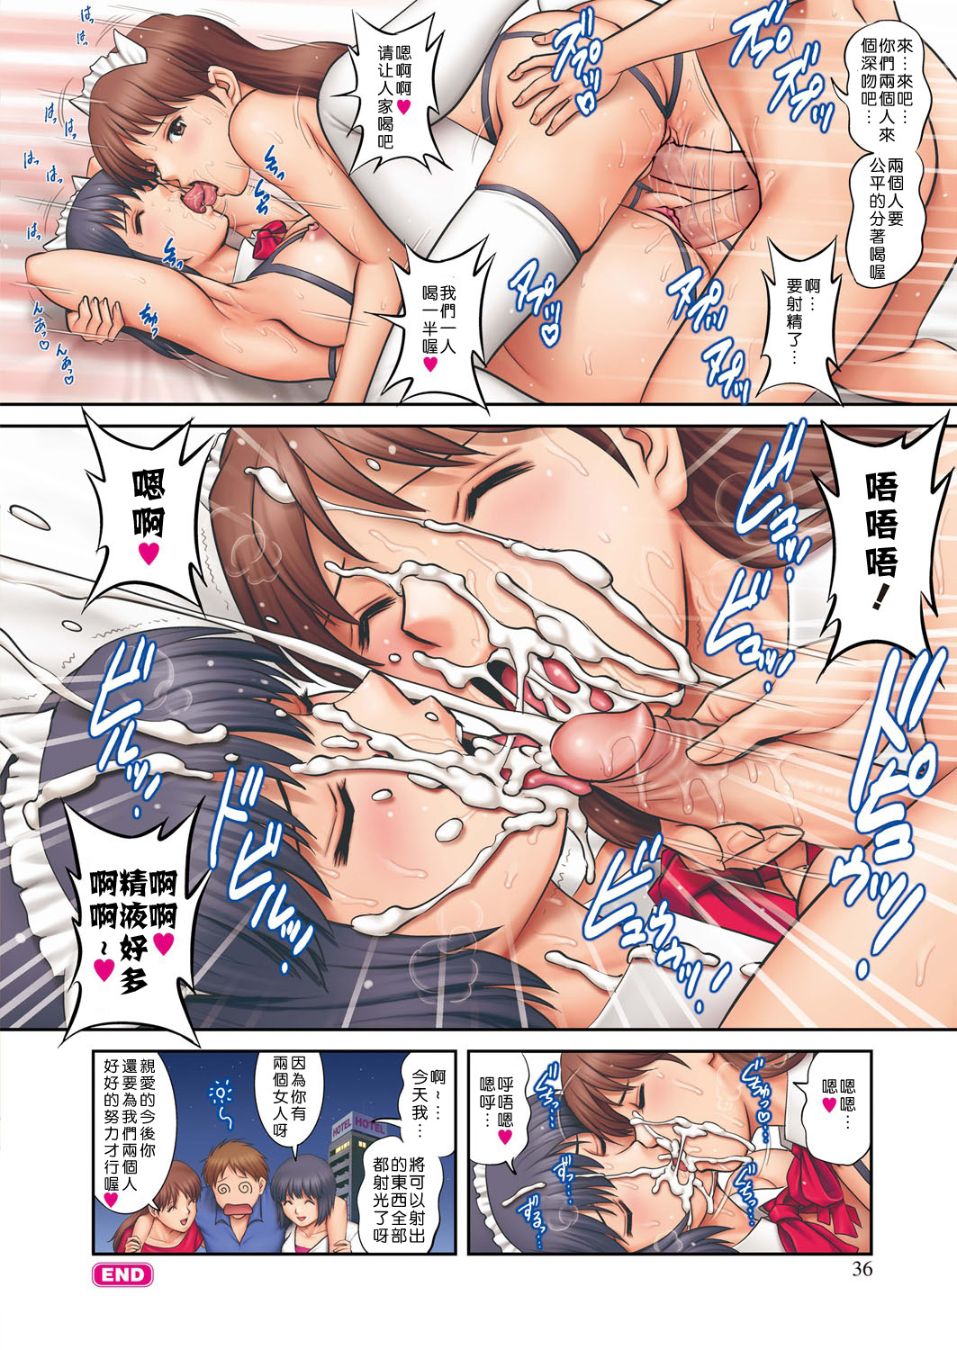 來…來吧…
你們兩個人來
個深吻吧…
兩個人要
公平的分著喝喔
啊…
要射精了…
嗯啊啊♥
请让人
家喝吧
我們一人
喝一半喔
♥
唔唔唔!
嗯啊♥
啊啊♥
精液好多
啊啊~♥
嗯嗯…
嗯♥
呼唔嗯
嗯呼…
♥
啊~…
今天我…
將可以射出
的東西全部
都射光了呀
因為你有
兩個女人呀
親愛的今後你
還要為我們兩個人
好好的努力才行喔♥
HOTEL
HOTEL
END
36